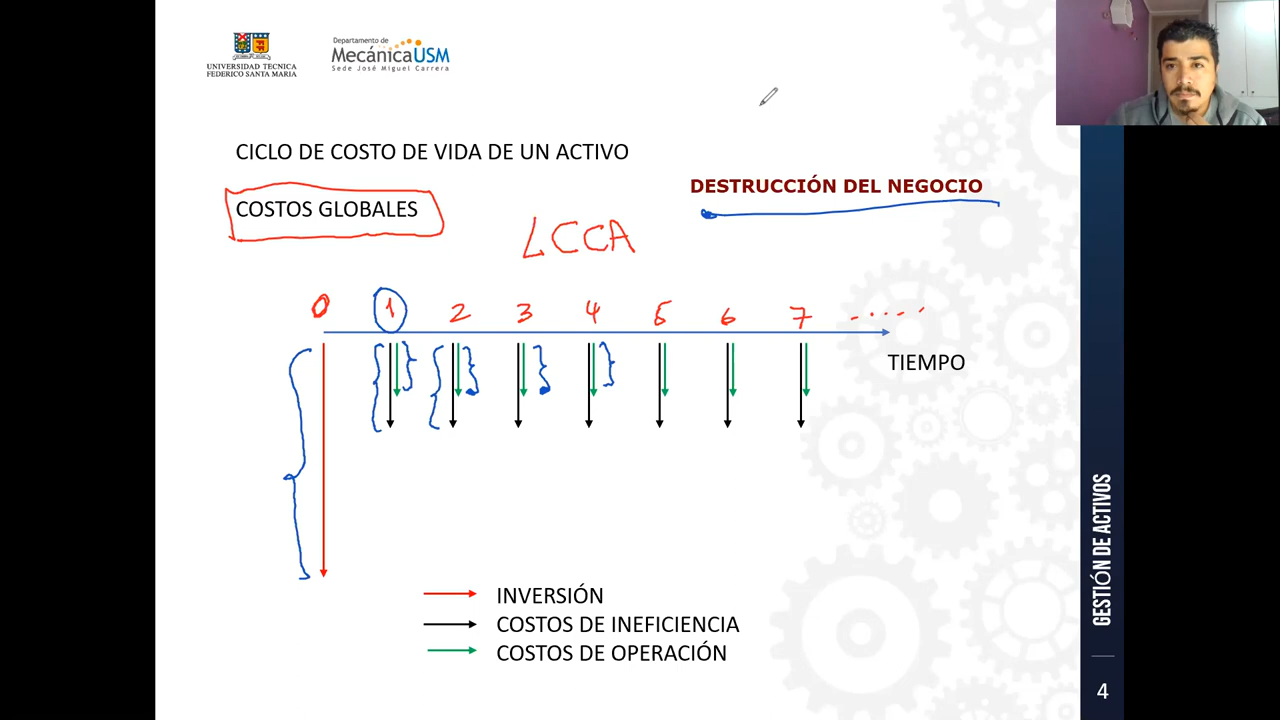 UNIVERSIDAD TECNICA
FEDERICO SANTA MARIA
Departamento de
MecánicaUSM
Sede José Miguel Carrera
CICLO DE COSTO DE VIDA DE UN ACTIVO
DESTRUCCIÓN DEL NEGOCIO
COSTOS GLOBALES
LCCA
0 1 2 3 4 5 6 7 ......
TIEMPO
INVERSIÓN
COSTOS DE INEFICIENCIA
COSTOS DE OPERACIÓN
GESTIÓN DE ACTIVOS
4